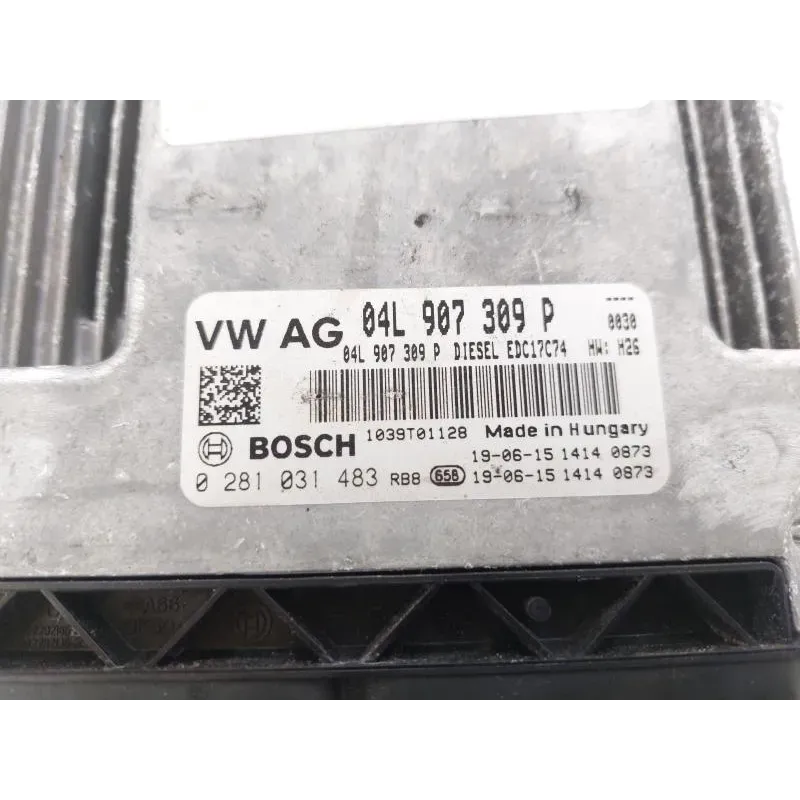 VW AG 04L 907 309 P ----
0030
04L 907 309 P DIESEL EDC17C74 HW: H26
1039T01128 Made in Hungary
BOSCH 19-06-15 1414 0873
0 281 031 483 RB8 658 19-06-15 1414 0873